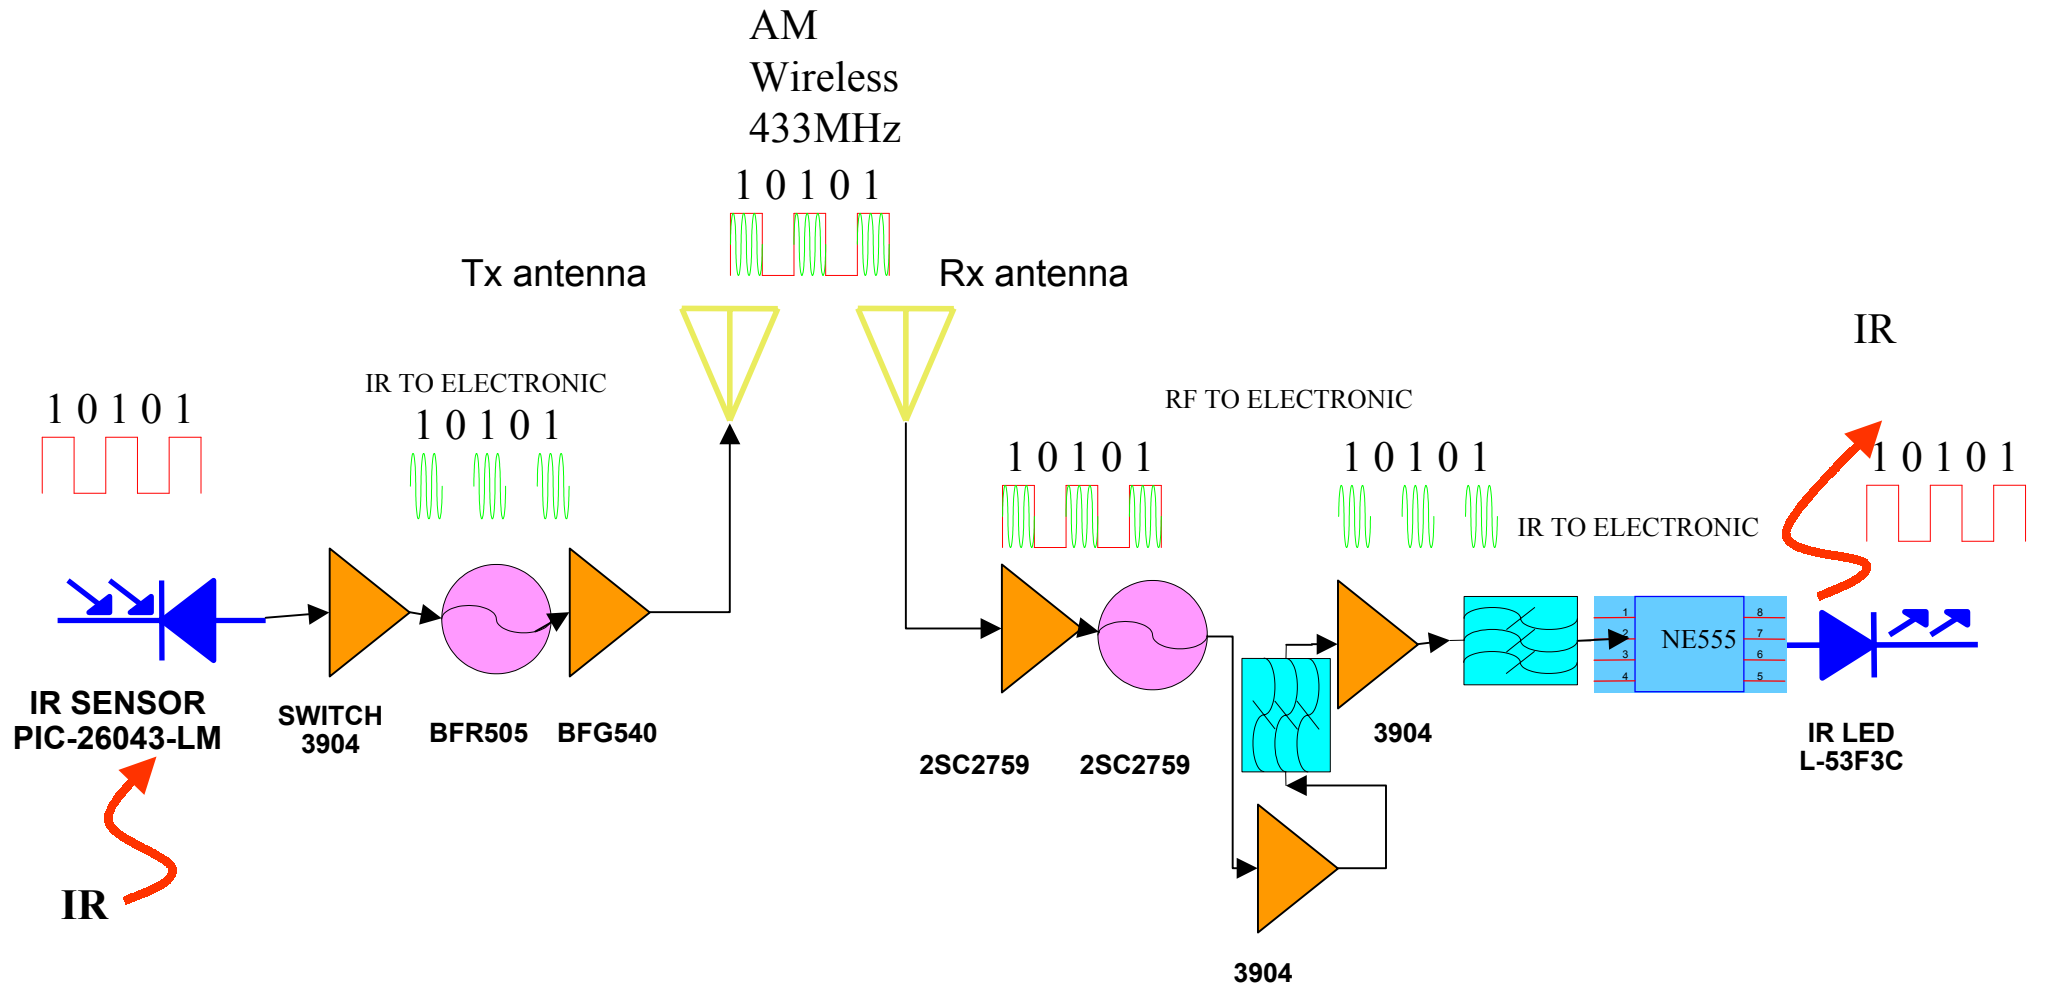 AM
Wireless
433MHz
1 0 1 0 1
Tx antenna
Rx antenna
IR
IR TO ELECTRONIC
1 0 1 0 1
1 0 1 0 1
RF TO ELECTRONIC
1 0 1 0 1
1 0 1 0 1
1 0 1 0 1
IR TO ELECTRONIC
1
2
3
4
NE555
8
7
6
5
IR SENSOR
PIC-26043-LM
SWITCH
3904
BFR505
BFG540
2SC2759
2SC2759
3904
IR LED
L-53F3C
IR
3904